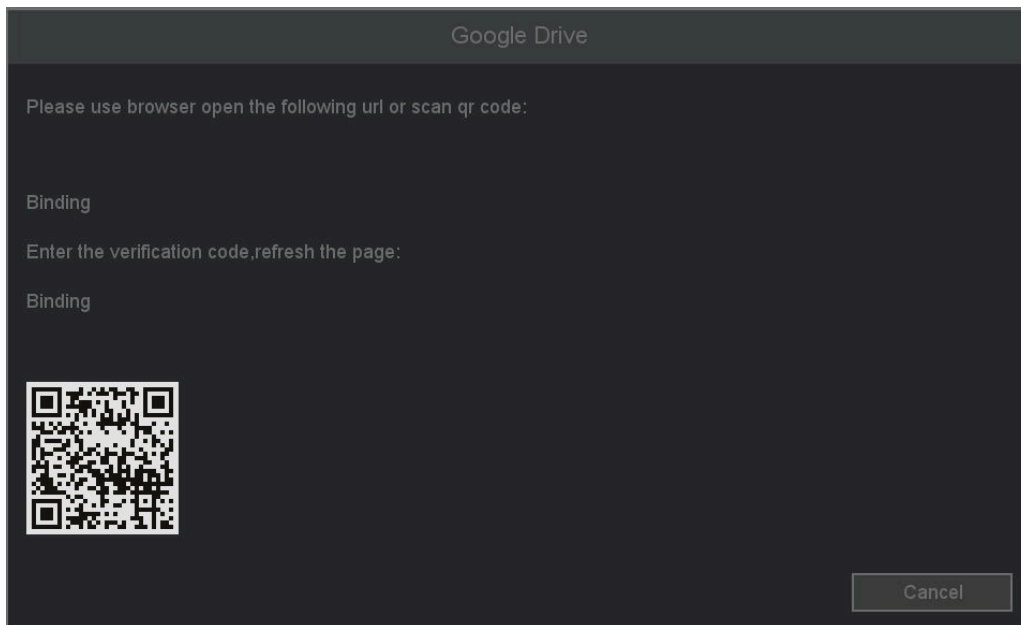 Google Drive
Please use browser open the following url or scan qr code:
Binding
Enter the verification code,refresh the page:
Binding
Cancel